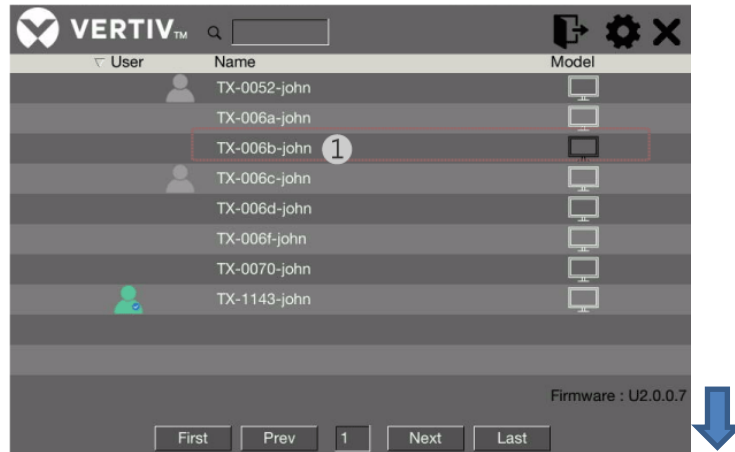 VERTIV™
User Name Model
TX-0052-john
TX-006a-john
TX-006b-john 1
TX-006c-john
TX-006d-john
TX-006f-john
TX-0070-john
TX-1143-john
Firmware : U2.0.0.7
First Prev 1 Next Last